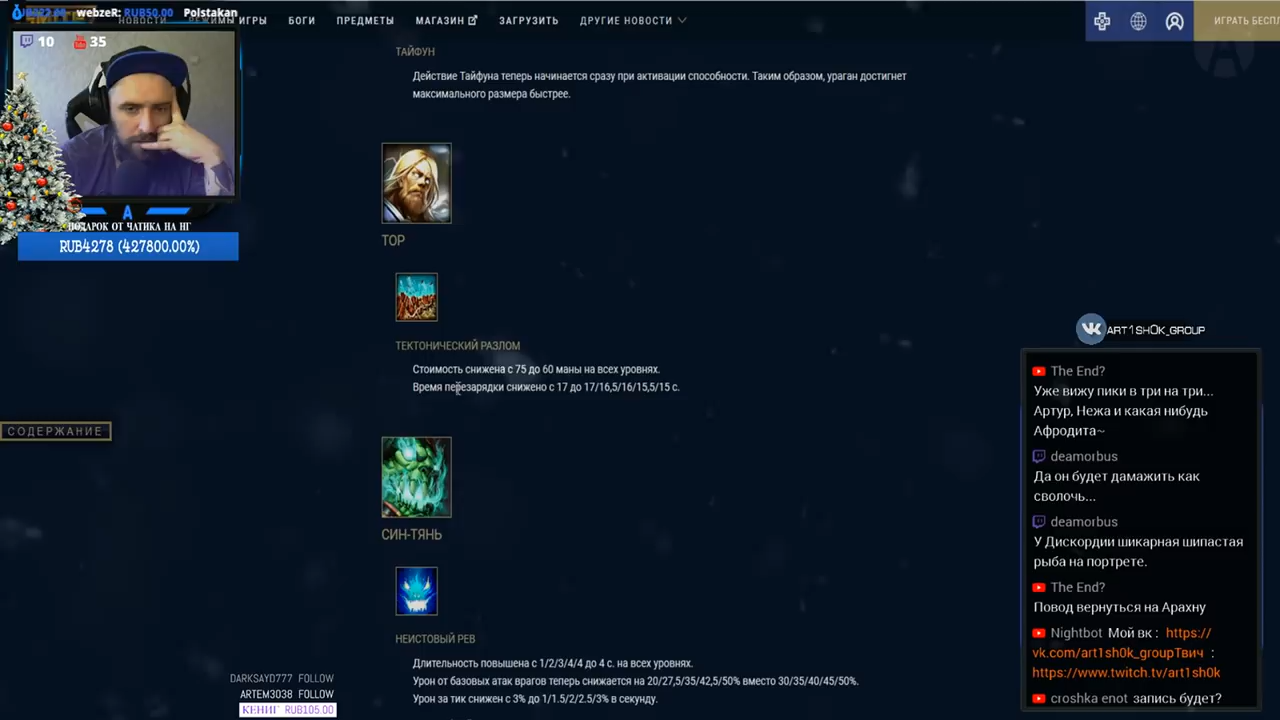 RUB50.00
webzeR: RUB50.00 Polstakan
НОВОСТИ РЕЖИМЫ ИГРЫ БОГИ ПРЕДМЕТЫ МАГАЗИН ЗАГРУЗИТЬ ДРУГИЕ НОВОСТИ
ИГРАТЬ БЕСПЛ
10 35
ПОДАРОК ОТ ЧАТИКА НА НГ
RUB4278 (427800.00%)
СОДЕРЖАНИЕ
ТАЙФУН
Действие Тайфуна теперь начинается сразу при активации способности. Таким образом, ураган достигнет
максимального размера быстрее.
ТОР
ТЕКТОНИЧЕСКИЙ РАЗЛОМ
Стоимость снижена с 75 до 60 маны на всех уровнях.
Время перезарядки снижено с 17 до 17/16,5/16/15,5/15 с.
СИН-ТЯНЬ
НЕИСТОВЫЙ РЕВ
Длительность повышена с 1/2/3/4/4 до 4 с. на всех уровнях.
Урон от базовых атак врагов теперь снижается на 20/27,5/35/42,5/50% вместо 30/35/40/45/50%.
Урон за тик снижен с 3% до 1/1.5/2/2.5/3% в секунду.
DARKSAYD777 FOLLOW
ARTEM3038 FOLLOW
КЕНИГ RUB105.00
ART1SH0K_GROUP
The End?
Уже вижу пики в три на три...
Артур, Нежа и какая нибудь
Афродита~
deamorbus
Да он будет дамажить как
сволочь...
deamorbus
У Дискордии шикарная шипастая
рыба на портрете.
The End?
Повод вернуться на Арахну
Nightbot Мой вк : https://
vk.com/art1sh0k_groupТвич :
https://www.twitch.tv/art1sh0k
croshka enot запись будет?